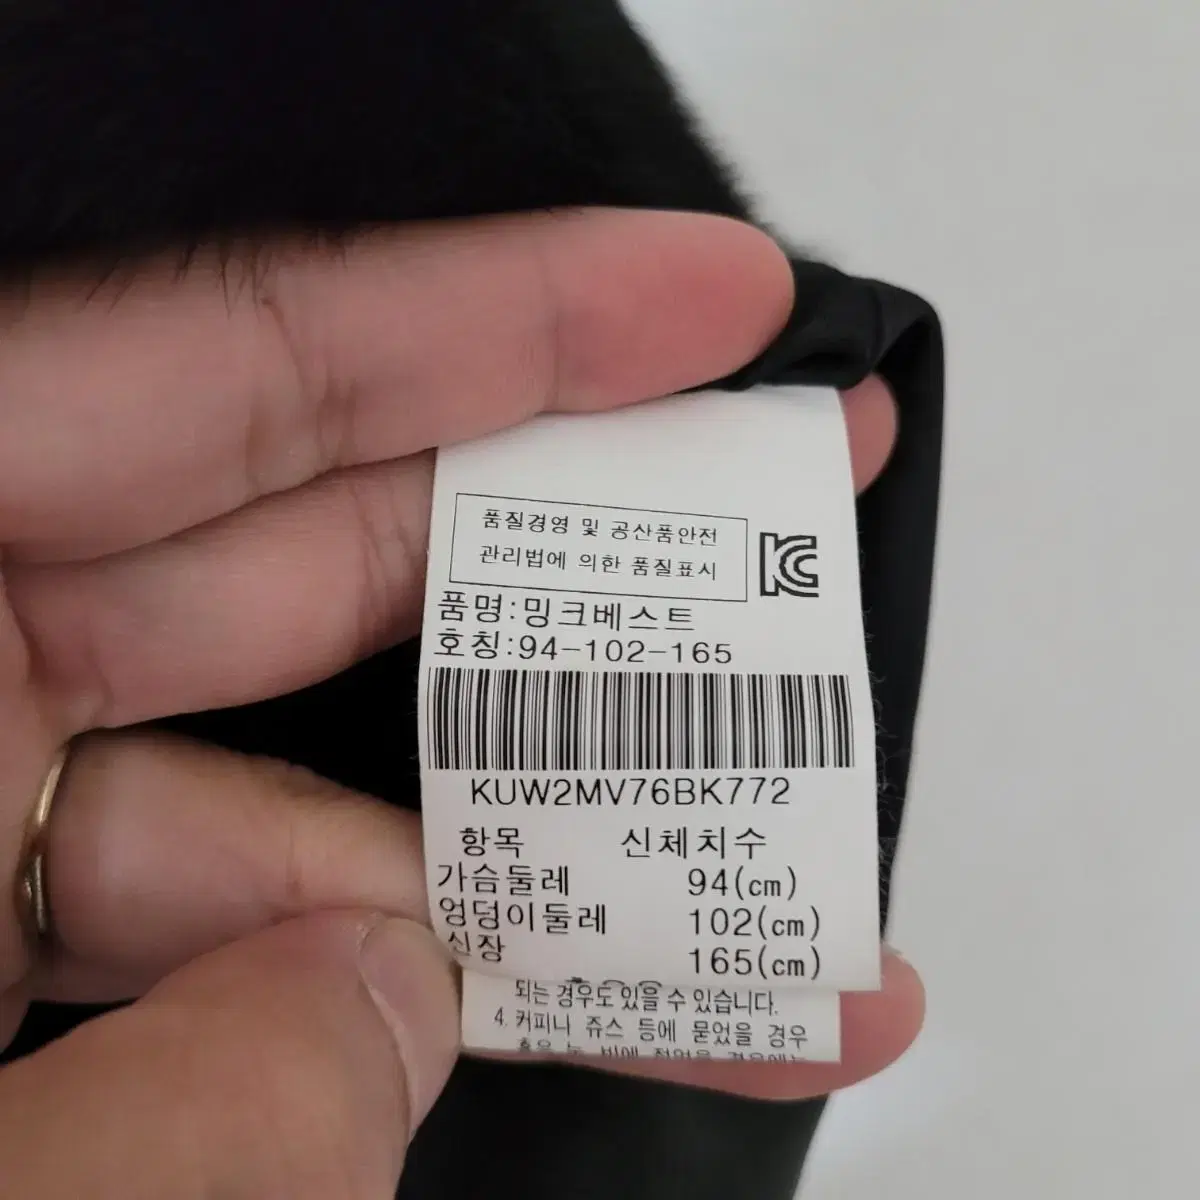 품질경영 및 공산품안전
관리법에 의한 품질표시
KC
품명:밍크베스트
호칭:94-102-165
KUW2MV76BK772
항목 신체치수
가슴둘레 94(cm)
엉덩이둘레 102(cm)
신장 165(cm)
되는 경우도 있을 수 있습니다.
4. 커피나 쥬스 등에 묻었을 경우